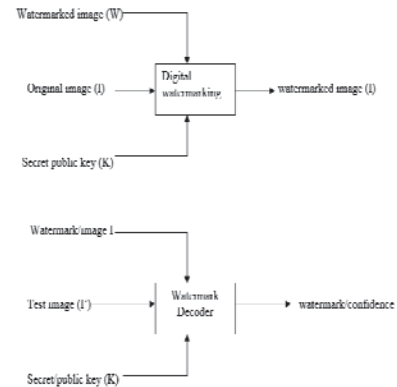 Watermarked image (W)
Digital
watermarking
Original image (I)
watermarked image (I)
Secret public key (K)
Watermark/image I
Watermark
Decoder
Test image (I')
watermark/confidence
Secret/public key (K)